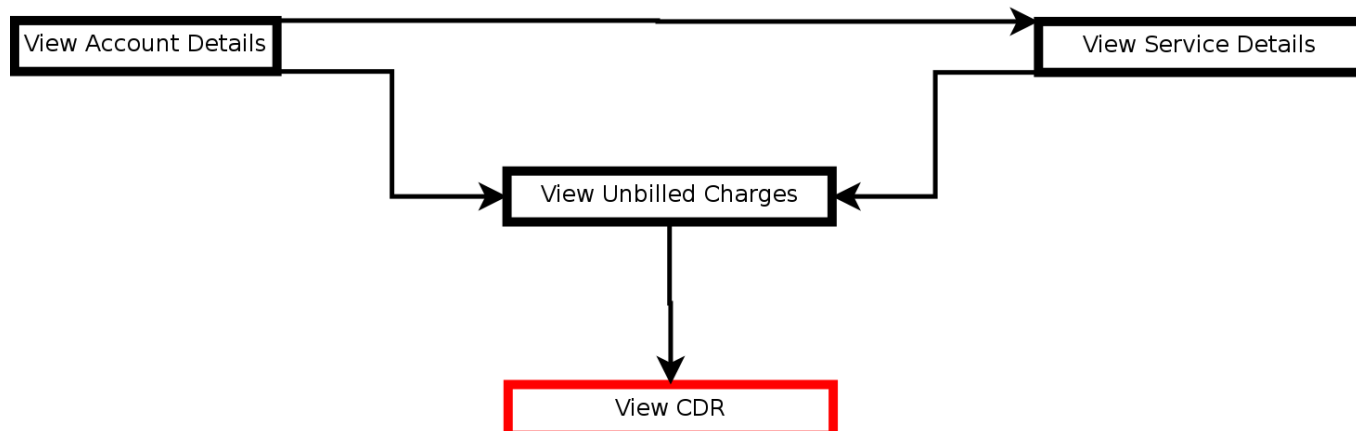 View Account Details
View Service Details
View Unbilled Charges
View CDR